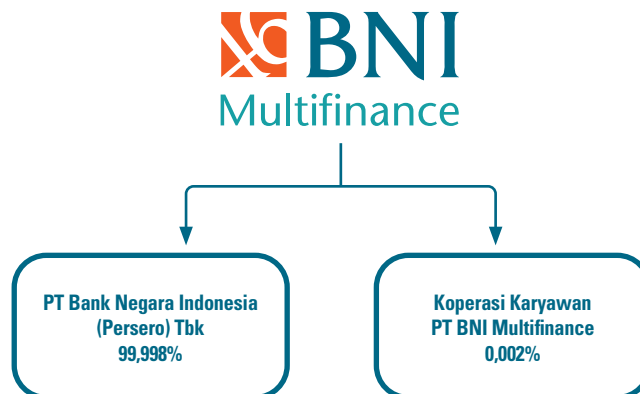 BNI
Multifinance
PT Bank Negara Indonesia
(Persero) Tbk
99,998%
Koperasi Karyawan
PT BNI Multifinance
0,002%